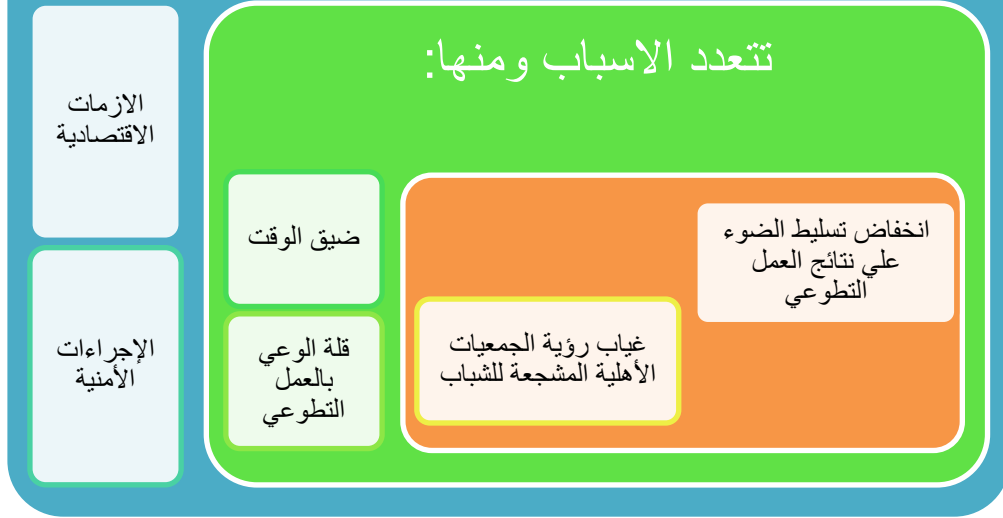 تتعدد الاسباب ومنها:
انخفاض تسليط الضوء
علي نتائج العمل
التطوعي
غياب رؤية الجمعيات
الأهلية المشجعة للشباب
ضيق الوقت
قلة الوعي
بالعمل
التطوعي
الازمات
الاقتصادية
الإجراءات
الأمنية